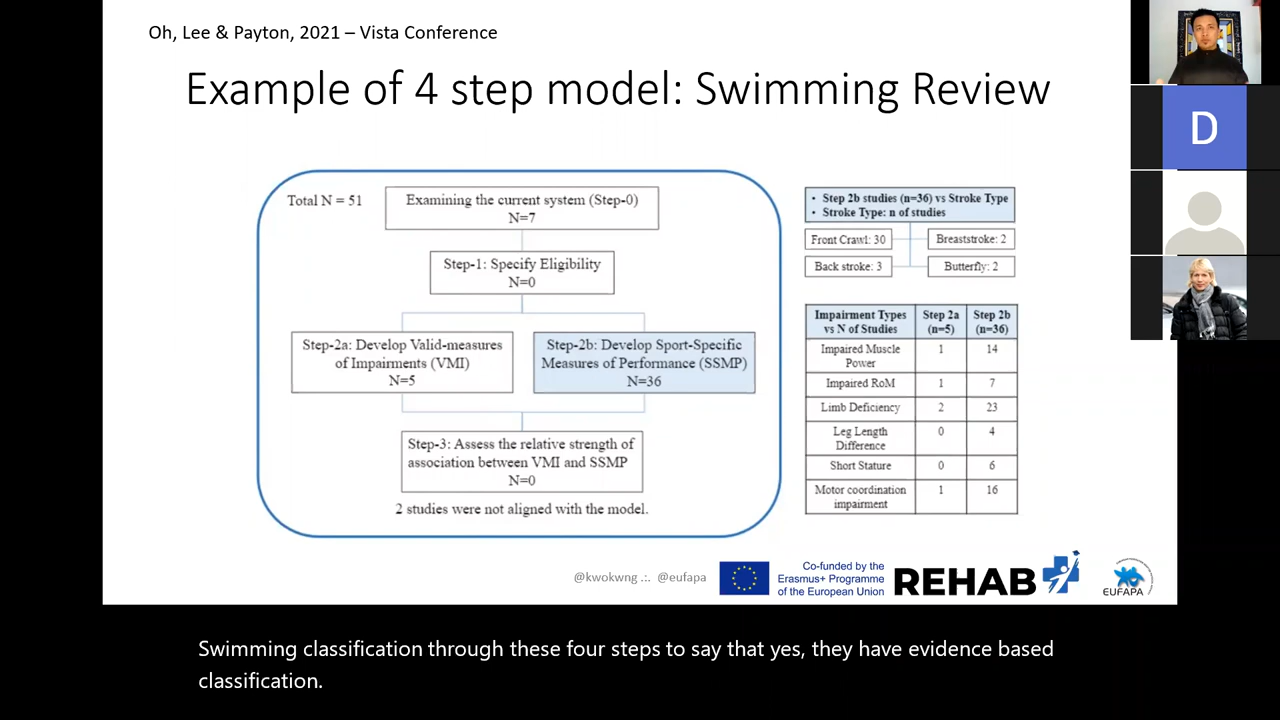 Oh, Lee & Payton, 2021 – Vista Conference
Example of 4 step model: Swimming Review
Total N = 51
Examining the current system (Step-0)
N=7
Step-1: Specify Eligibility
N=0
Step-2a: Develop Valid-measures
of Impairments (VMI)
N=5
Step-2b: Develop Sport-Specific
Measures of Performance (SSMP)
N=36
Step-3: Assess the relative strength of
association between VMI and SSMP
N=0
2 studies were not aligned with the model.
• Step 2b studies (n=36) vs Stroke Type
• Stroke Type: n of studies
Front Crawl: 30
Breaststroke: 2
Back stroke: 3
Butterfly: 2
Impairment Types
vs N of Studies
Step 2a
(n=5)
Step 2b
(n=36)
Impaired Muscle
Power
1
14
Impaired RoM
1
7
Limb Deficiency
2
23
Leg Length
Difference
0
4
Short Stature
0
6
Motor coordination
impairment
1
16
@kwokwng .:. @eufapa
Co-funded by the
Erasmus+ Programme
of the European Union
REHAB
EUFAPA
D
Swimming classification through these four steps to say that yes, they have evidence based
classification.